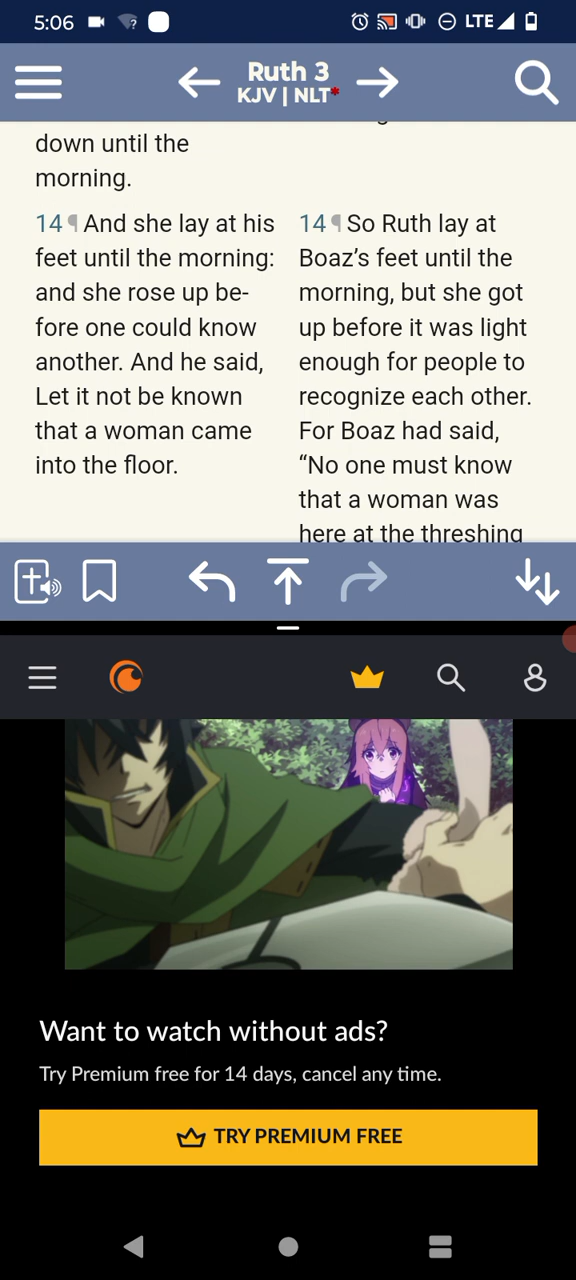 5:06
LTE
Ruth 3
KJV | NLT*
down until the
morning.
14 ¶ And she lay at his
feet until the morning:
and she rose up be-
fore one could know
another. And he said,
Let it not be known
that a woman came
into the floor.
14 ¶ So Ruth lay at
Boaz’s feet until the
morning, but she got
up before it was light
enough for people to
recognize each other.
For Boaz had said,
“No one must know
that a woman was
here at the threshing
Want to watch without ads?
Try Premium free for 14 days, cancel any time.
TRY PREMIUM FREE